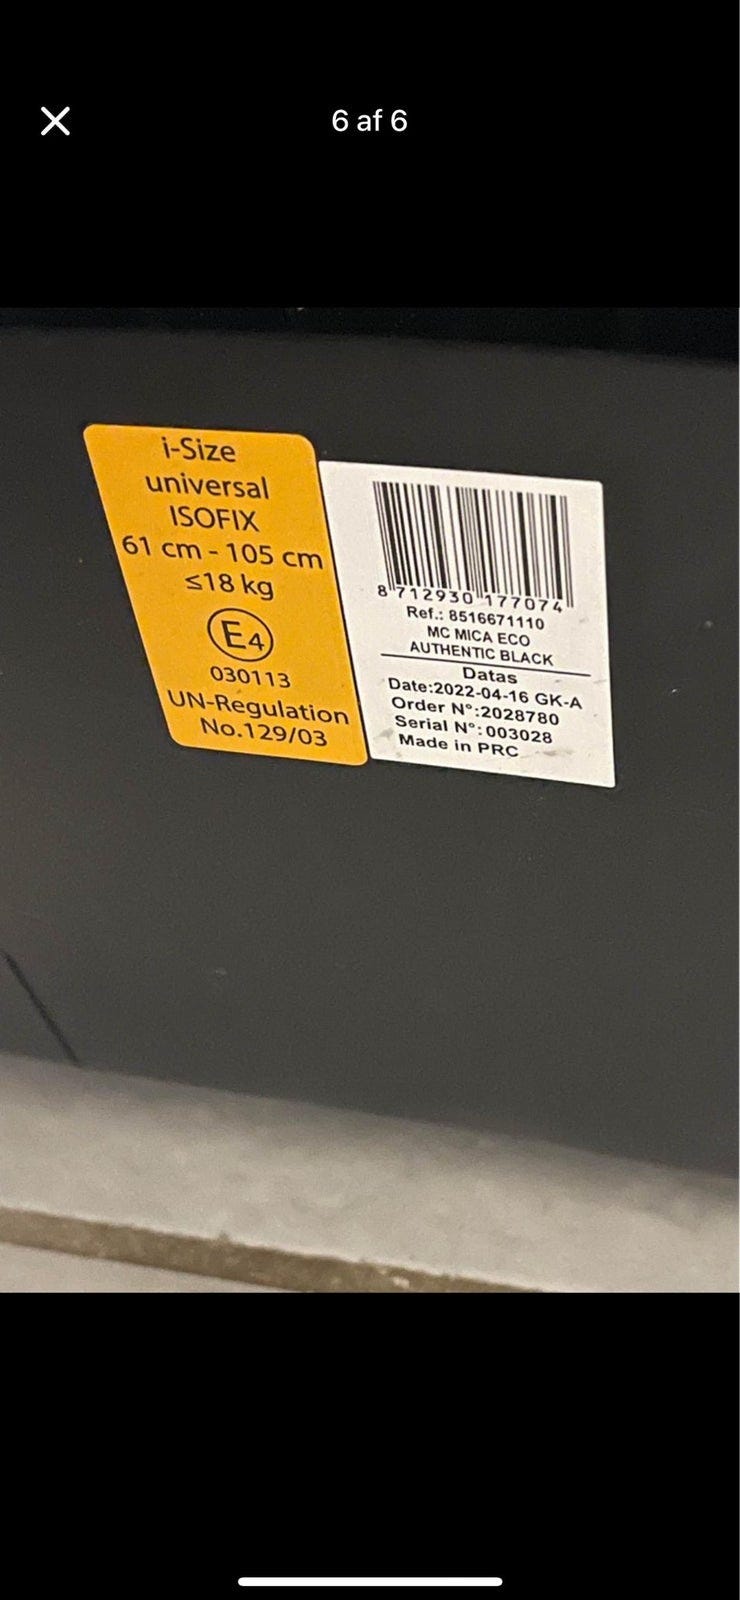 6 af 6
i-Size
universal
ISOFIX
61 cm - 105 cm
≤18 kg
E4
030113
UN-Regulation
No.129/03
8 712930 177074
Ref.: 8516671110
MC MICA ECO
AUTHENTIC BLACK
Datas
Date:2022-04-16 GK-A
Order N°:2028780
Serial N°:003028
Made in PRC